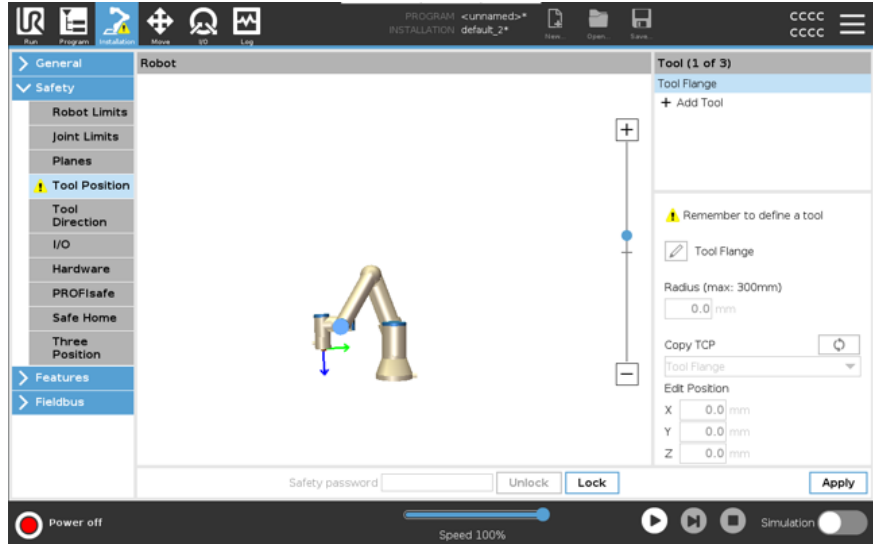 UR
PROGRAM <unnamed>*
INSTALLATION default_2*
Run
Program
Installation
Move
I/O
Log
New...
Open...
Save...
cccc
cccc
General
Safety
Robot Limits
Joint Limits
Planes
Tool Position
Tool
Direction
I/O
Hardware
PROFIsafe
Safe Home
Three
Position
Features
Fieldbus
Robot
Tool (1 of 3)
Tool Flange
+ Add Tool
Remember to define a tool
Tool Flange
Radius (max: 300mm)
0.0 mm
Copy TCP
Tool Flange
Edit Position
X 0.0 mm
Y 0.0 mm
Z 0.0 mm
Safety password
Unlock
Lock
Apply
Power off
Speed 100%
Simulation